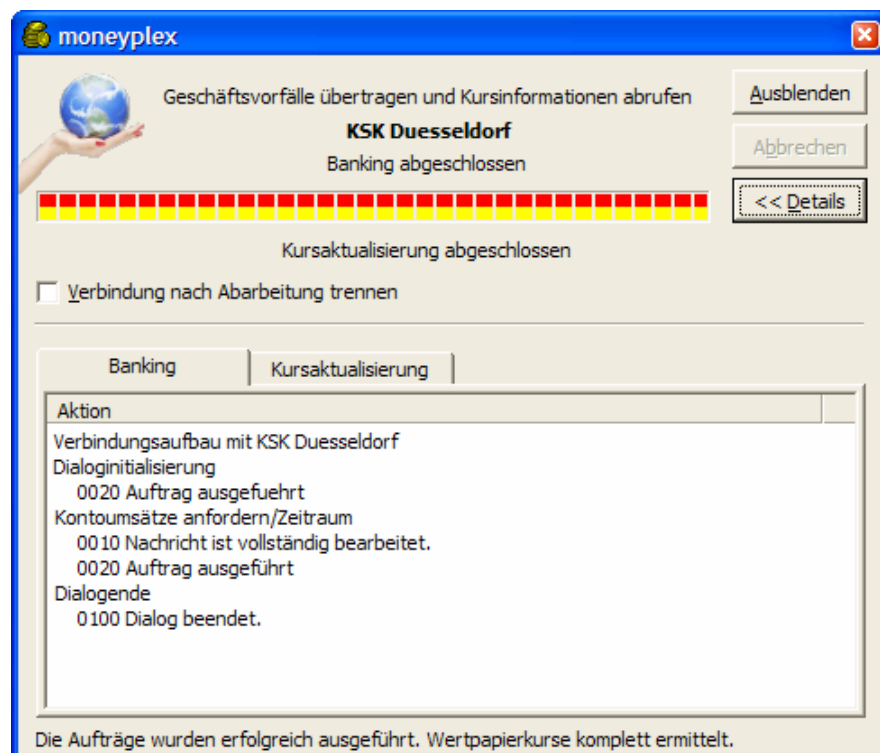 moneyplex
Geschäftsvorfälle übertragen und Kursinformationen abrufen
Ausblenden
KSK Duesseldorf
Abbrechen
Banking abgeschlossen
<< Details
Kursaktualisierung abgeschlossen
Verbindung nach Abarbeitung trennen
Banking
Kursaktualisierung
Aktion
Verbindungsaufbau mit KSK Duesseldorf
Dialoginitialisierung
0020 Auftrag ausgefuehrt
Kontoumsätze anfordern/Zeitraum
0010 Nachricht ist vollständig bearbeitet.
0020 Auftrag ausgeführt
Dialogende
0100 Dialog beendet.
Die Aufträge wurden erfolgreich ausgeführt. Wertpapierkurse komplett ermittelt.